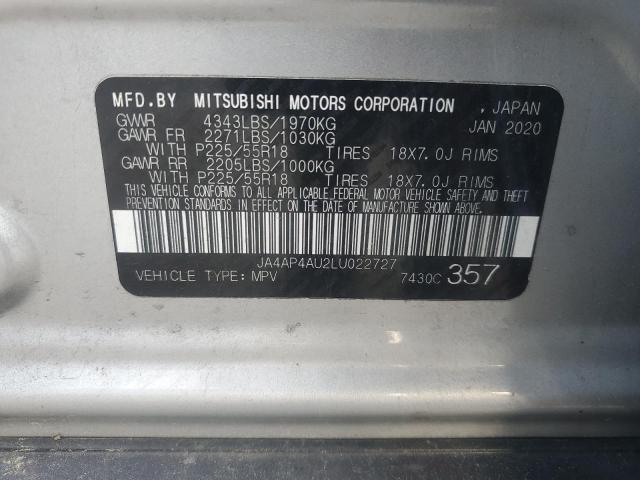 MFD.BY MITSUBISHI MOTORS CORPORATION , JAPAN
GVWR 4343LBS/1970KG JAN 2020
GAWR FR 2271LBS/1030KG
WITH P225/55R18 TIRES 18X7.0J RIMS
GAWR RR 2205LBS/1000KG
WITH P225/55R18 TIRES 18X7.0J RIMS
THIS VEHICLE CONFORMS TO ALL APPLICABLE FEDERAL MOTOR VEHICLE SAFETY AND THEFT
PREVENTION STANDARDS IN EFFECT ON THE DATE OF MANUFACTURE SHOWN ABOVE.
JA4AP4AU2LU022727
VEHICLE TYPE: MPV 7430C 357